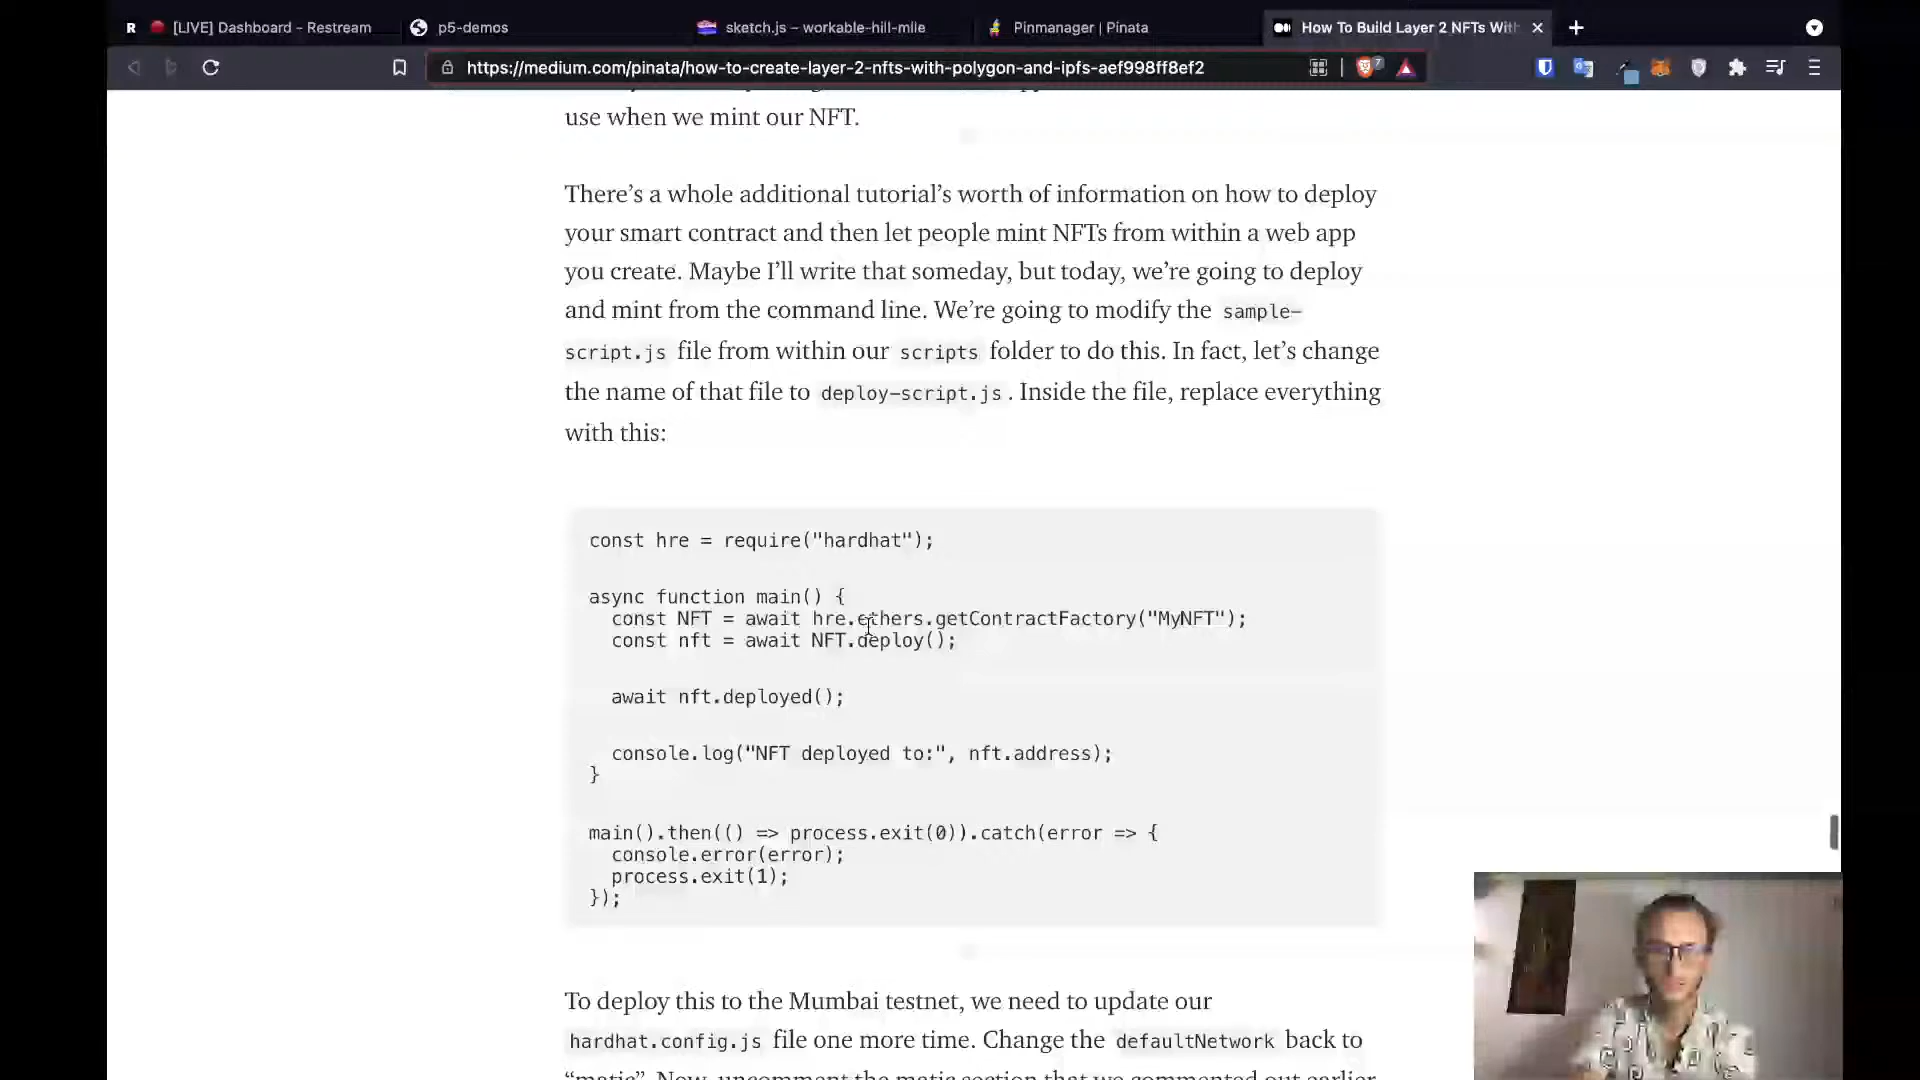 R [LIVE] Dashboard - Restream p5-demos sketch.js – workable-hill-mile Pinmanager | Pinata How To Build Layer 2 NFTs Wit
https://medium.com/pinata/how-to-create-layer-2-nfts-with-polygon-and-ipfs-aef998ff8ef2 7
use when we mint our NFT.
There’s a whole additional tutorial’s worth of information on how to deploy
your smart contract and then let people mint NFTs from within a web app
you create. Maybe I’ll write that someday, but today, we’re going to deploy
and mint from the command line. We’re going to modify the sample-
script.js file from within our scripts folder to do this. In fact, let’s change
the name of that file to deploy-script.js . Inside the file, replace everything
with this:
const hre = require("hardhat");
async function main() {
const NFT = await hre.ethers.getContractFactory("MyNFT");
const nft = await NFT.deploy();
await nft.deployed();
console.log("NFT deployed to:", nft.address);
}
main().then(() => process.exit(0)).catch(error => {
console.error(error);
process.exit(1);
});
To deploy this to the Mumbai testnet, we need to update our
hardhat.config.js file one more time. Change the defaultNetwork back to
“matic”. Now, uncomment the matic section that we commented out earlier